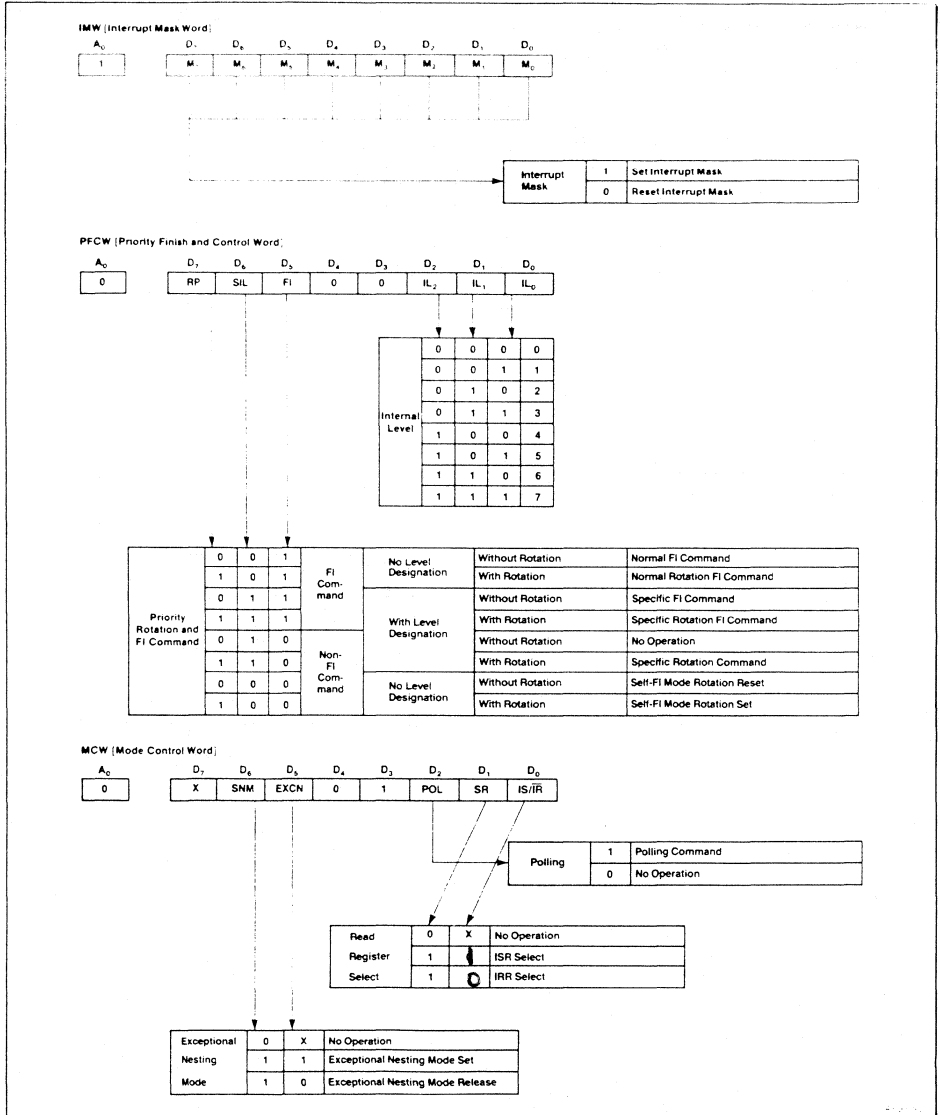 IMW [Interrupt Mask Word]
A0 D7 D6 D5 D4 D3 D2 D1 D0
1 M7 M6 M5 M4 M3 M2 M1 M0
Interrupt Mask
1 Set Interrupt Mask
0 Reset Interrupt Mask
PFCW [Priority Finish and Control Word]
A0 D7 D6 D5 D4 D3 D2 D1 D0
0 RP SIL FI 0 0 IL2 IL1 IL0
Internal Level
0 0 0 0
0 0 1 1
0 1 0 2
0 1 1 3
1 0 0 4
1 0 1 5
1 1 0 6
1 1 1 7
Priority Rotation and FI Command
FI Com-mand
Non-FI Com-mand
0 0 1 No Level Designation Without Rotation Normal FI Command
1 0 1 With Rotation Normal Rotation FI Command
0 1 1 With Level Designation Without Rotation Specific FI Command
1 1 1 With Rotation Specific Rotation FI Command
0 1 0 Without Rotation No Operation
1 1 0 With Rotation Specific Rotation Command
0 0 0 No Level Designation Without Rotation Self-FI Mode Rotation Reset
1 0 0 With Rotation Self-FI Mode Rotation Set
MCW [Mode Control Word]
A0 D7 D6 D5 D4 D3 D2 D1 D0
0 X SNM EXCN 0 1 POL SR IS/I̅R̅
Polling
1 Polling Command
0 No Operation
Read Register Select
0 X No Operation
1 1 ISR Select
1 0 IRR Select
Exceptional Nesting Mode
0 X No Operation
1 1 Exceptional Nesting Mode Set
1 0 Exceptional Nesting Mode Release